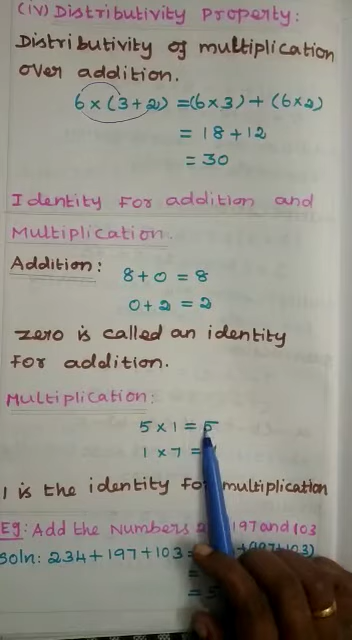 (iv) Distributivity Property:
Distributivity of multiplication
over addition.
6 × (3+2) = (6×3) + (6×2)
= 18+12
= 30
Identity For addition and
Multiplication.
Addition:
8+0 = 8
0+2 = 2
zero is called an identity
for addition.
Multiplication:
5 × 1 = 5
1 × 7 =
1 is the identity for multiplication
Eg: Add the Numbers 197 and 103
Soln: 234+197+103 = + 103)
=
= 5